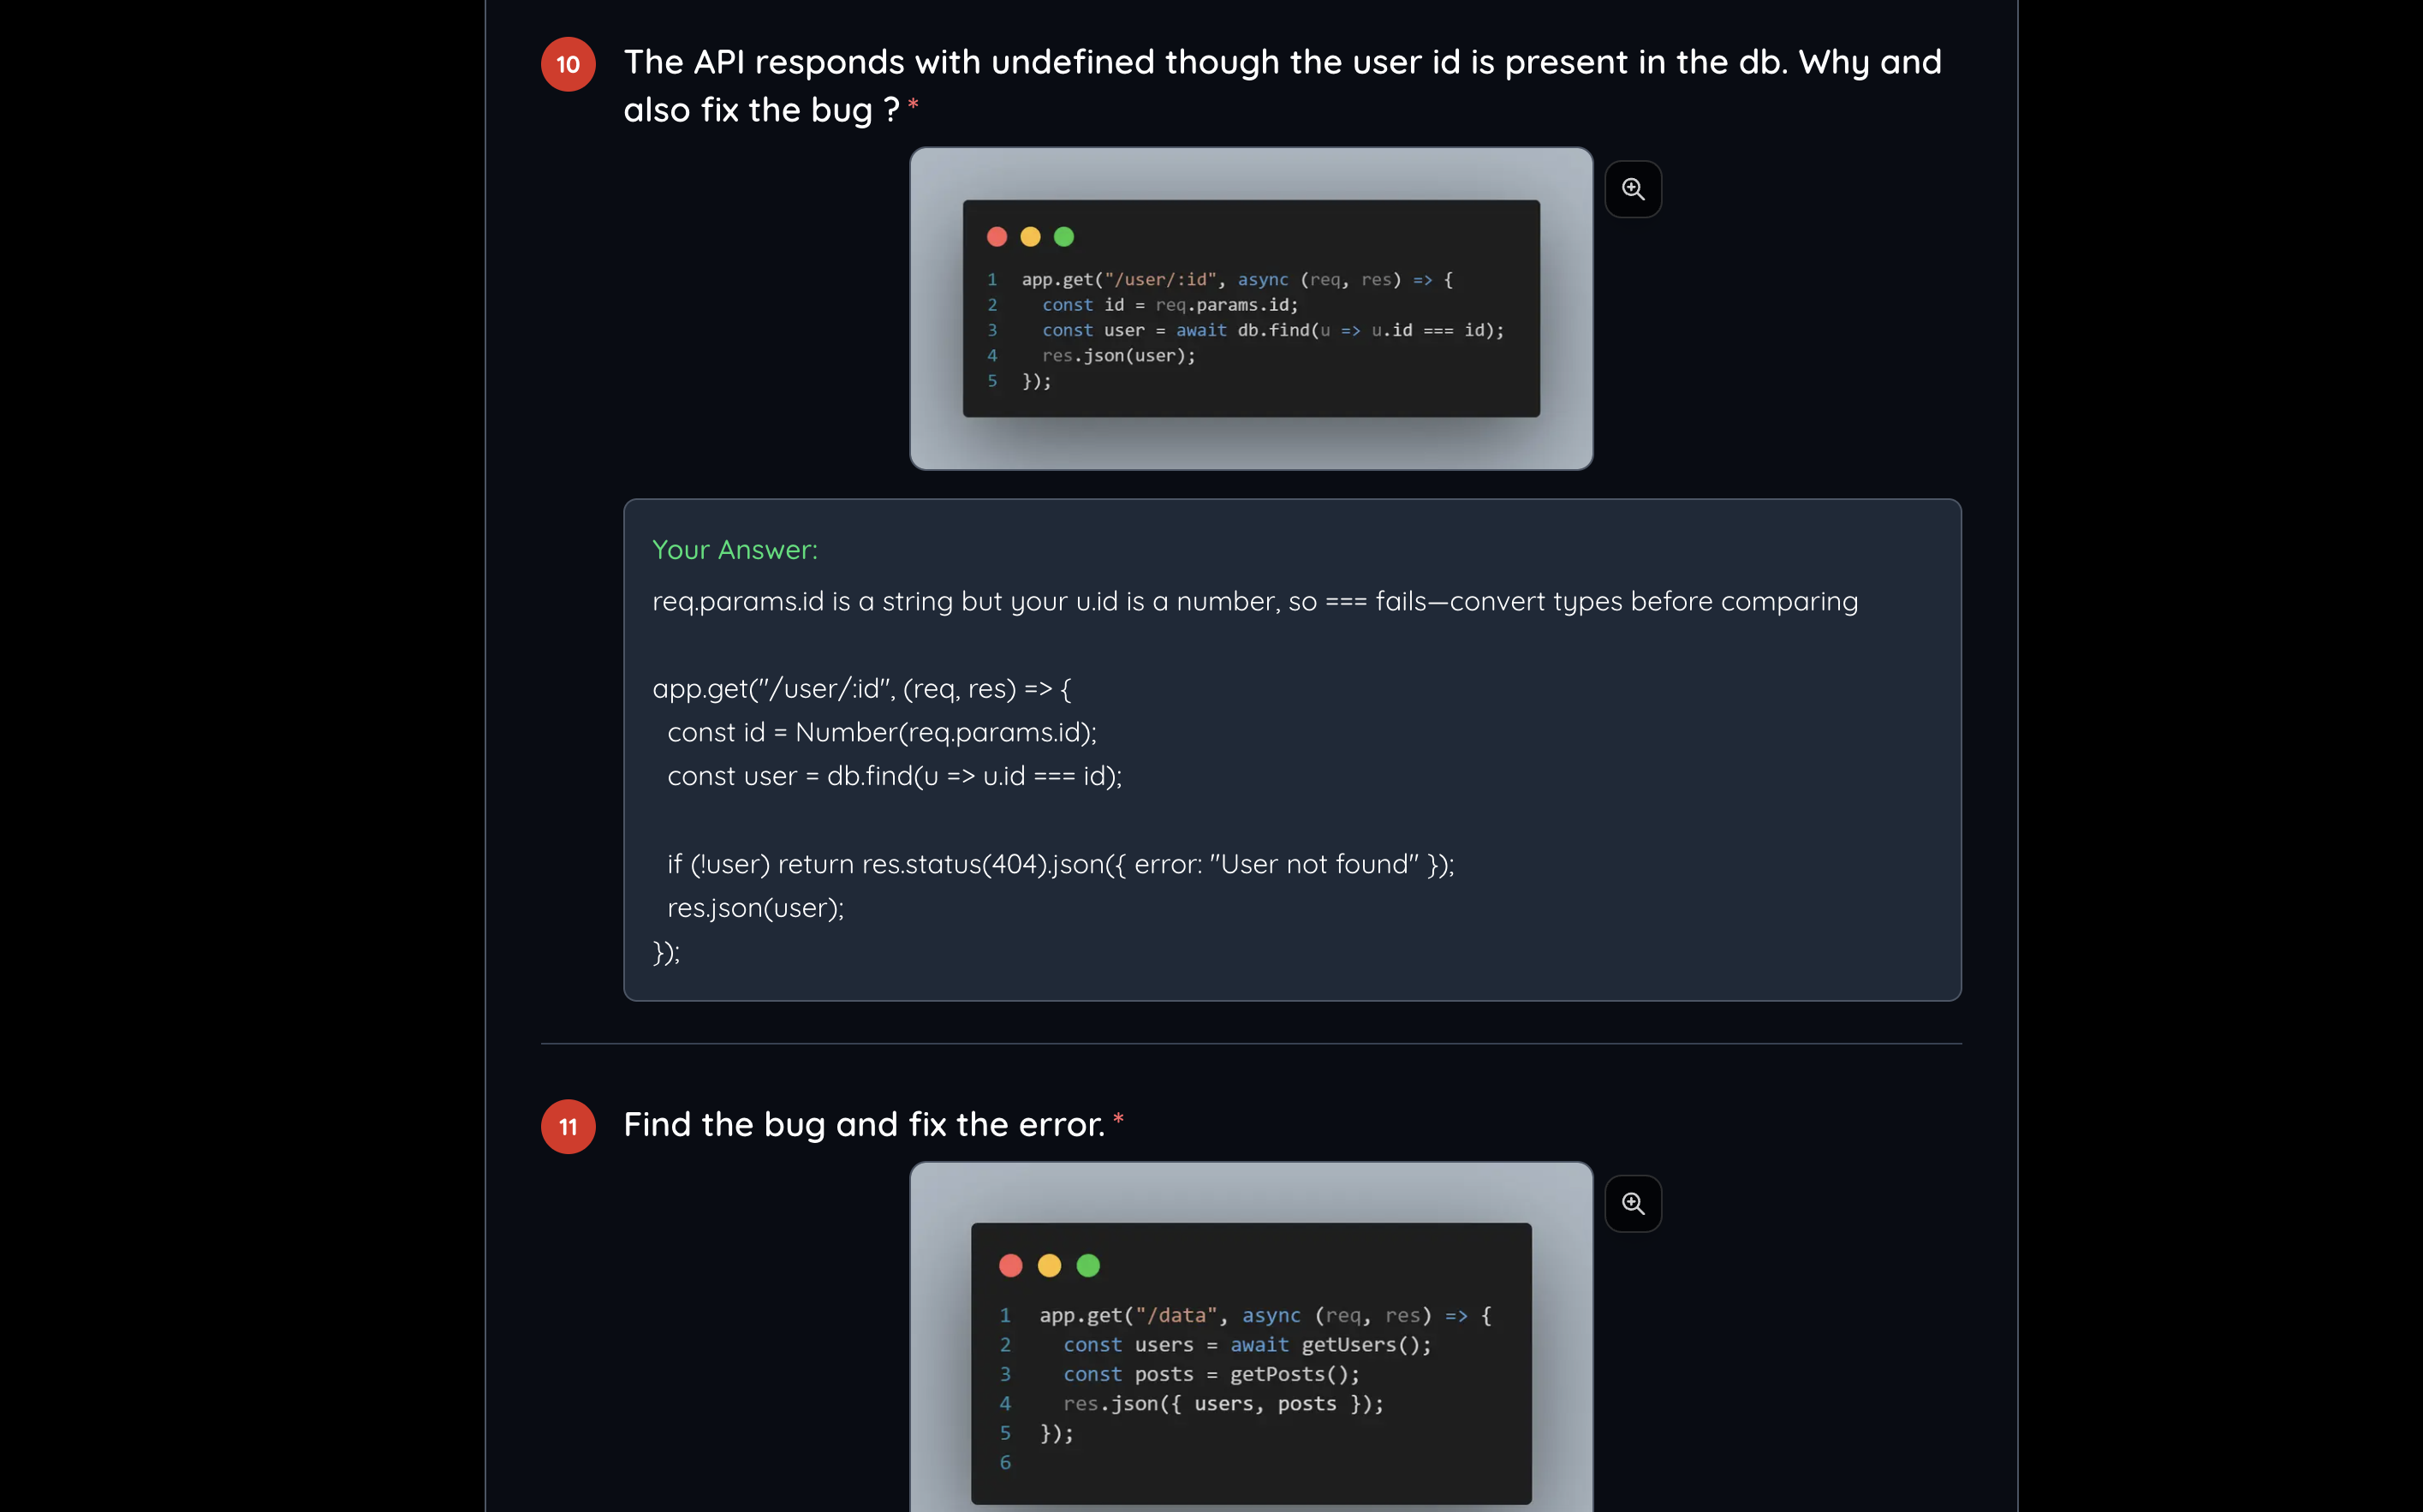 10
The API responds with undefined though the user id is present in the db. Why and
also fix the bug ? *
1 app.get("/user/:id", async (req, res) => {
2   const id = req.params.id;
3   const user = await db.find(u => u.id === id);
4   res.json(user);
5 });
Your Answer:
req.params.id is a string but your u.id is a number, so === fails—convert types before comparing
app.get("/user/:id", (req, res) => {
  const id = Number(req.params.id);
  const user = db.find(u => u.id === id);
  if (!user) return res.status(404).json({ error: "User not found" });
  res.json(user);
});
11
Find the bug and fix the error. *
1 app.get("/data", async (req, res) => {
2   const users = await getUsers();
3   const posts = getPosts();
4   res.json({ users, posts });
5 });
6